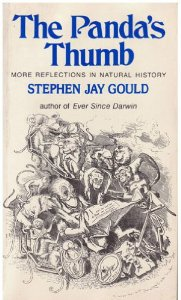 The Panda's
Thumb
MORE REFLECTIONS IN NATURAL HISTORY
STEPHEN JAY GOULD
author of Ever Since Darwin